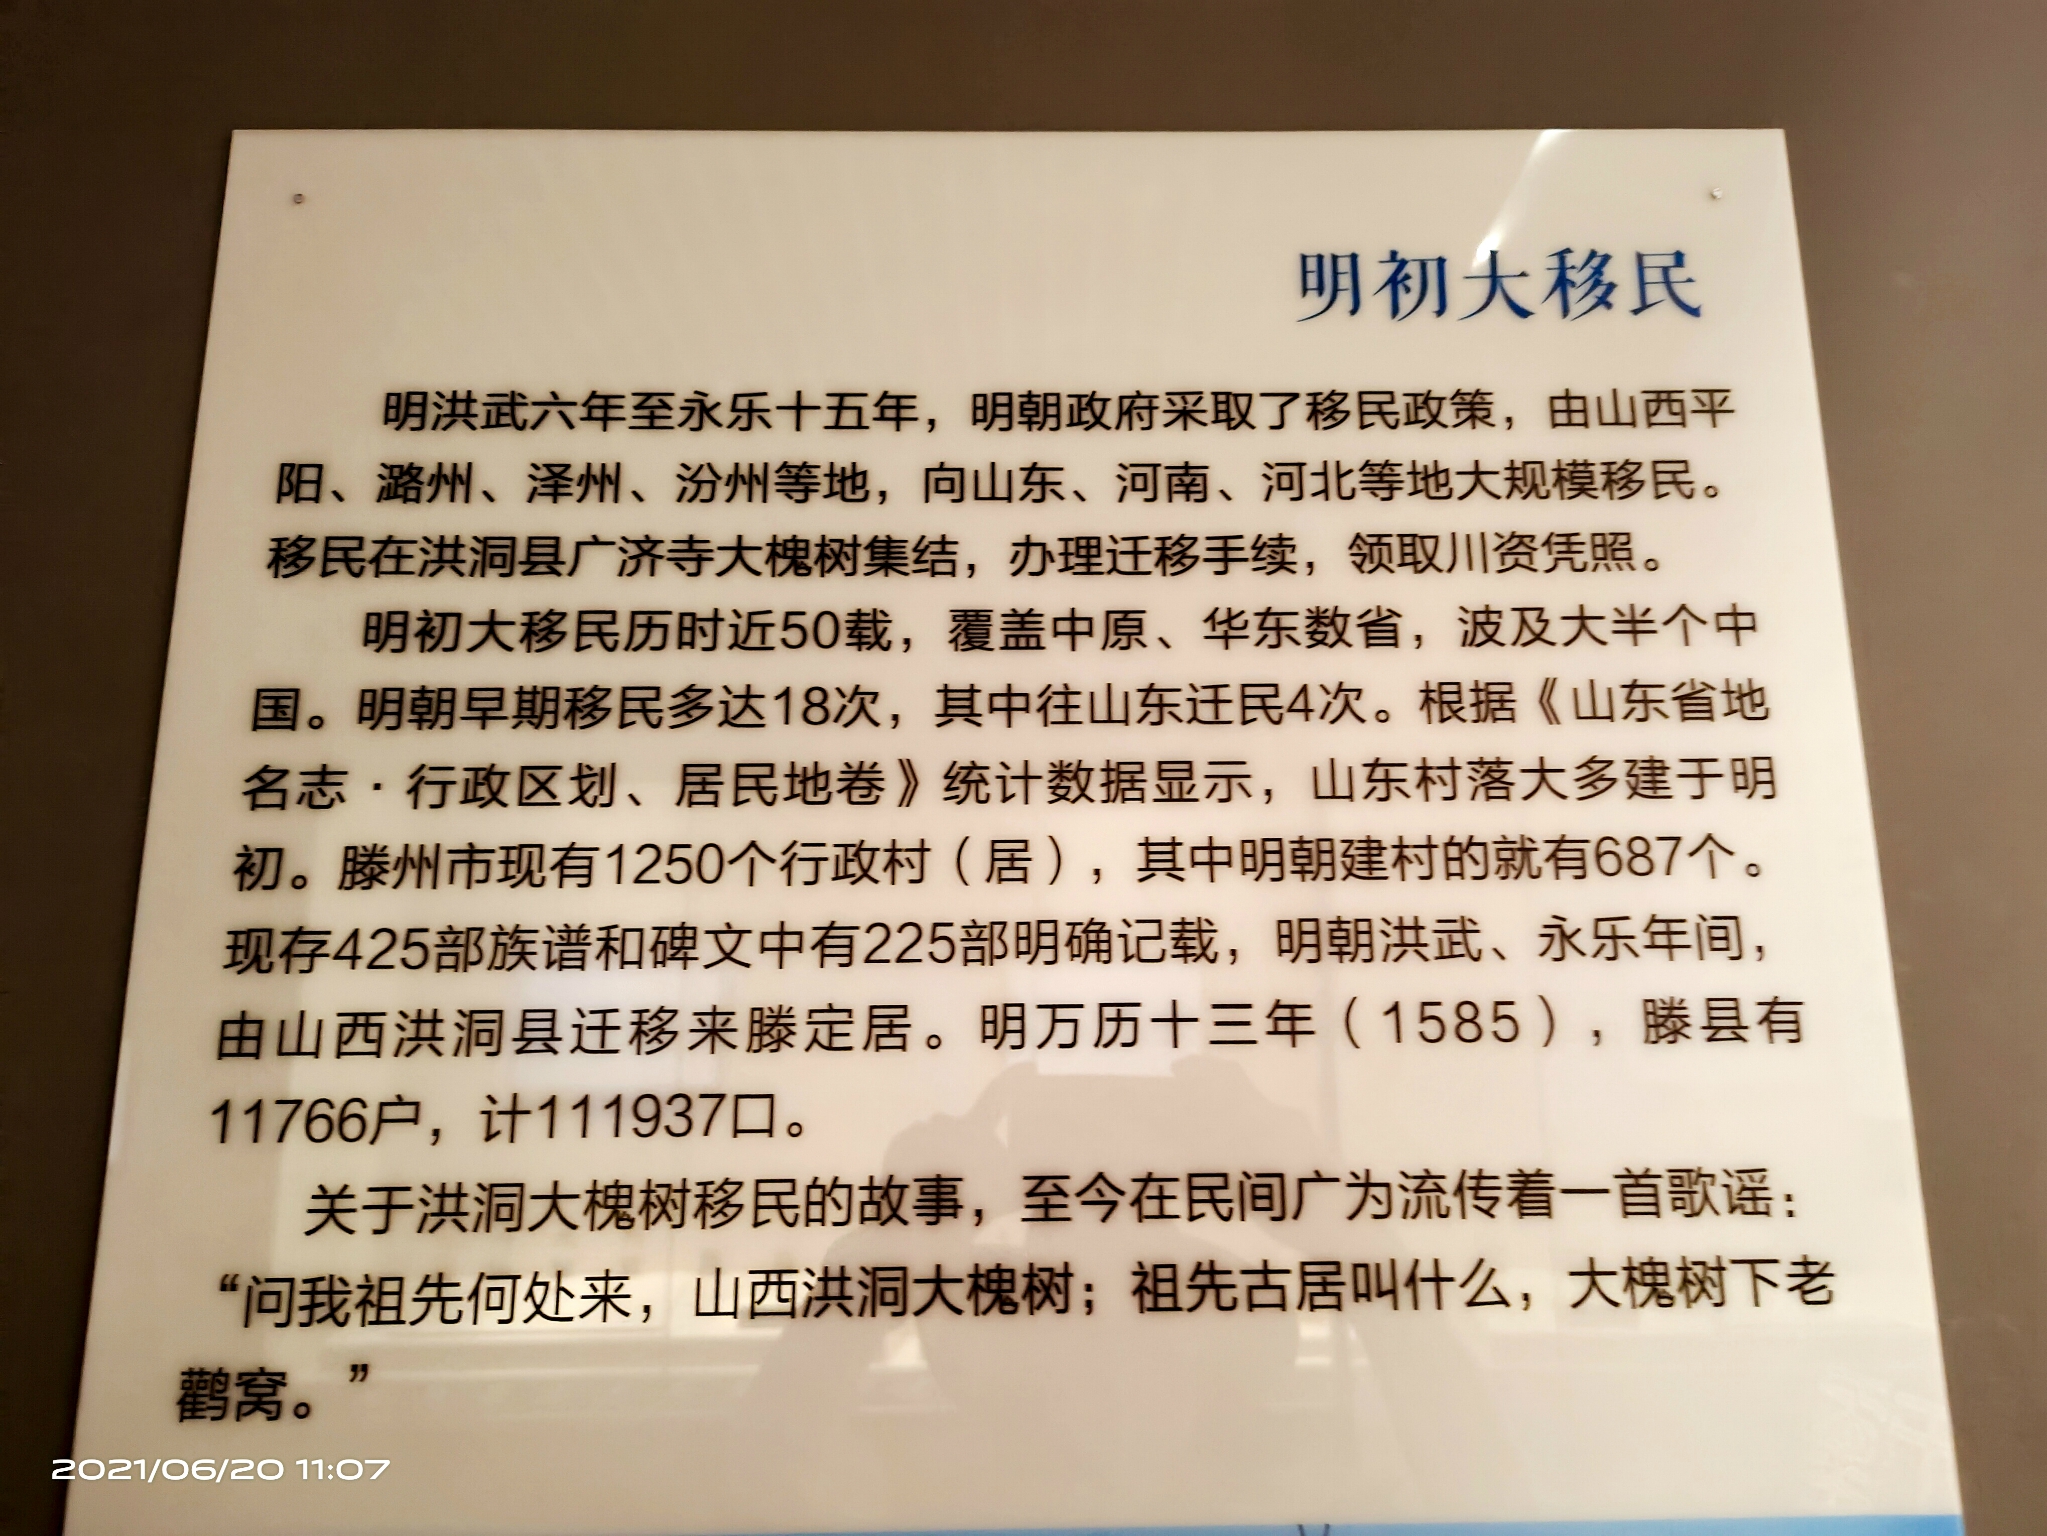 明初大移民
明洪武六年至永乐十五年，明朝政府采取了移民政策，由山西平
阳、潞州、泽州、汾州等地，向山东、河南、河北等地大规模移民。
移民在洪洞县广济寺大槐树集结，办理迁移手续，领取川资凭照。
明初大移民历时近50载，覆盖中原、华东数省，波及大半个中
国。明朝早期移民多达18次，其中往山东迁民4次。根据《山东省地
名志·行政区划、居民地卷》统计数据显示，山东村落大多建于明
初。滕州市现有1250个行政村（居），其中明朝建村的就有687个。
现存425部族谱和碑文中有225部明确记载，明朝洪武、永乐年间，
由山西洪洞县迁移来滕定居。明万历十三年（1585），滕县有
11766户，计111937口。
关于洪洞大槐树移民的故事，至今在民间广为流传着一首歌谣：
“问我祖先何处来，山西洪洞大槐树；祖先古居叫什么，大槐树下老
鹳窝。”
2021/06/20 11:07